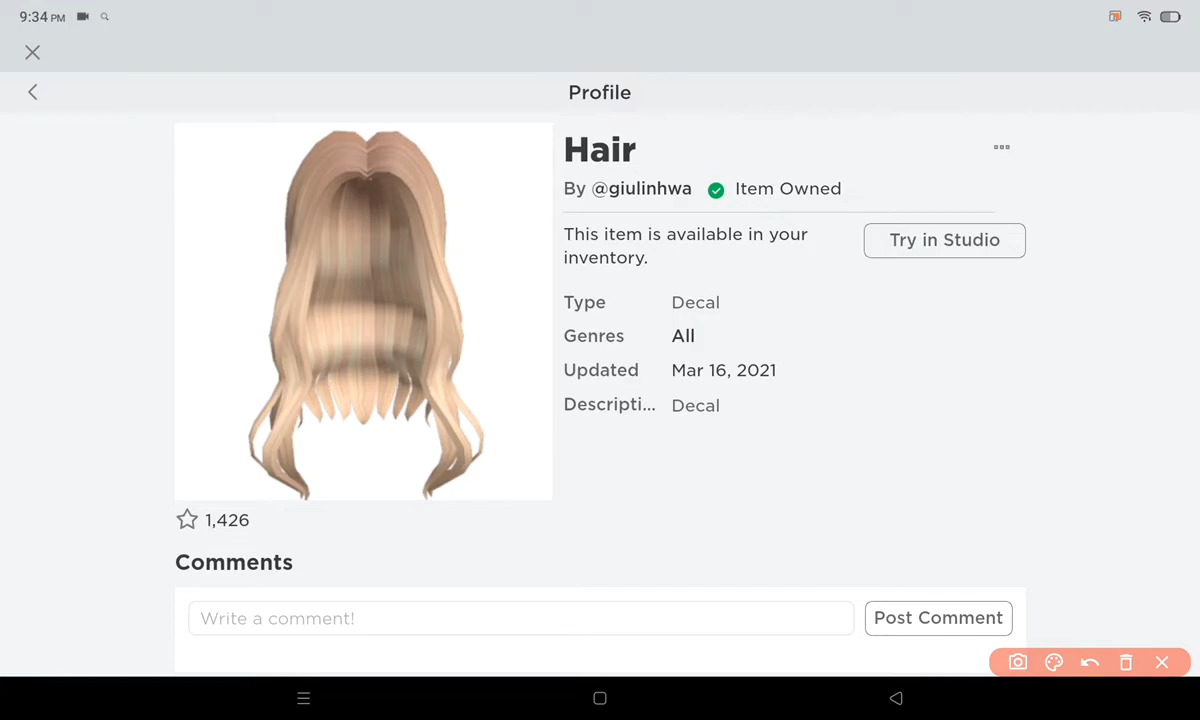 9:34 PM
Profile
Hair
By @giulinhwa Item Owned
This item is available in your
inventory.
Try in Studio
Type Decal
Genres All
Updated Mar 16, 2021
Descripti... Decal
1,426
Comments
Write a comment!
Post Comment